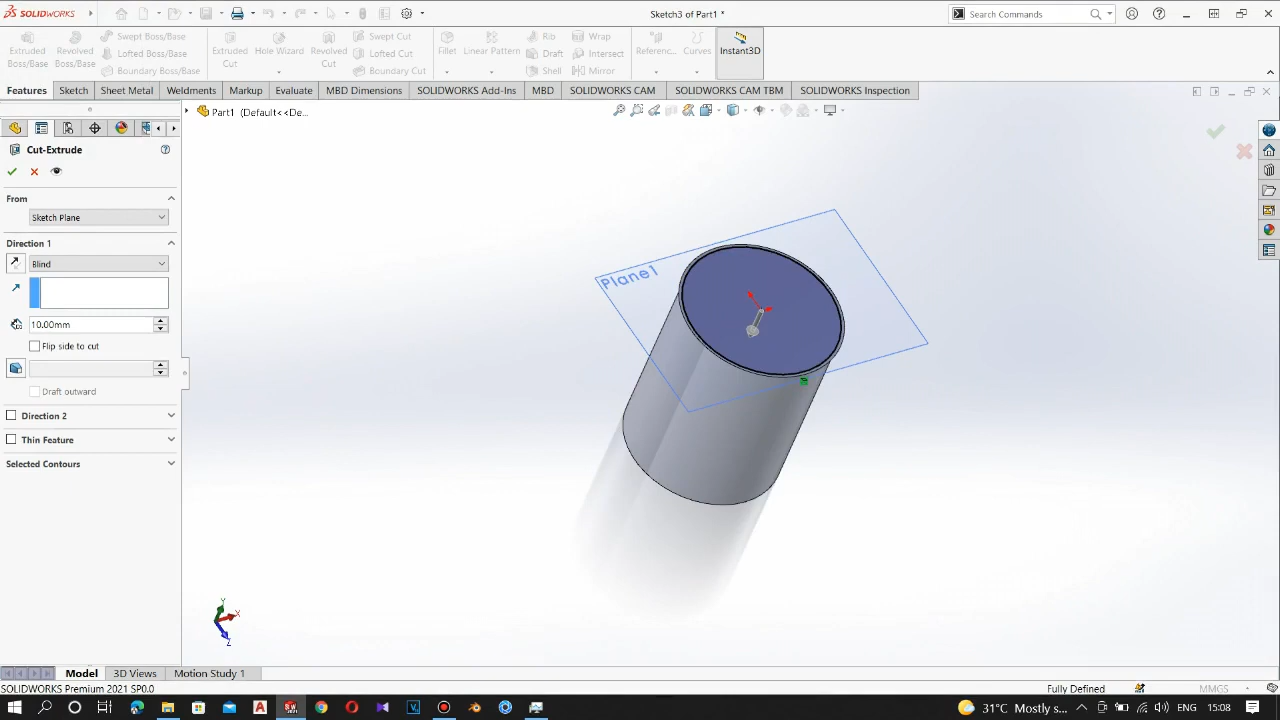 SOLIDWORKS
Sketch3 of Part1 *
Search Commands
Extruded Boss/Base
Revolved Boss/Base
Swept Boss/Base
Lofted Boss/Base
Boundary Boss/Base
Extruded Cut
Hole Wizard
Revolved Cut
Swept Cut
Lofted Cut
Boundary Cut
Fillet
Linear Pattern
Rib
Draft
Shell
Wrap
Intersect
Mirror
Referenc...
Curves
Instant3D
Features
Sketch
Sheet Metal
Weldments
Markup
Evaluate
MBD Dimensions
SOLIDWORKS Add-Ins
MBD
SOLIDWORKS CAM
SOLIDWORKS CAM TBM
SOLIDWORKS Inspection
Part1 (Default<<De...
Cut-Extrude
From
Sketch Plane
Direction 1
Blind
10.00mm
Flip side to cut
Draft outward
Direction 2
Thin Feature
Selected Contours
Plane1
Y
X
Z
Model
3D Views
Motion Study 1
SOLIDWORKS Premium 2021 SP0.0
Fully Defined
MMGS
31°C Mostly s...
ENG
15:08